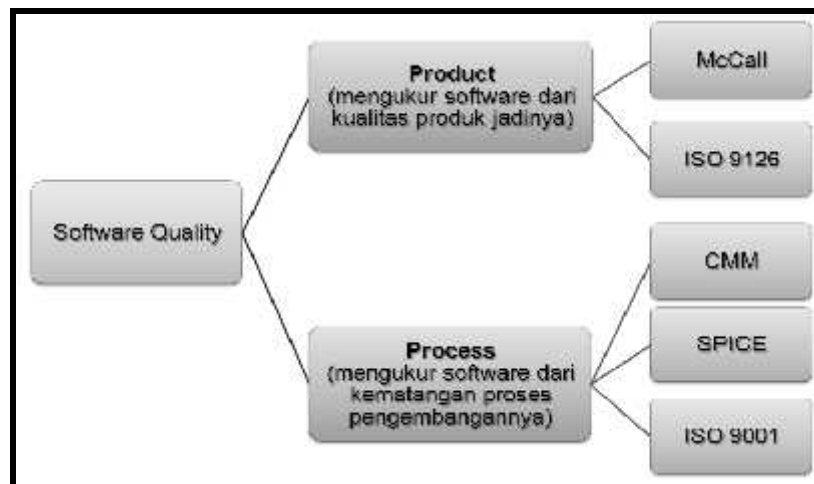 Software Quality
Product
(mengukur software dari
kualitas produk jadinya)
McCall
ISO 9126
Process
(mengukur software dari
kematangan proses
pengembangannya)
CMM
SPICE
ISO 9001